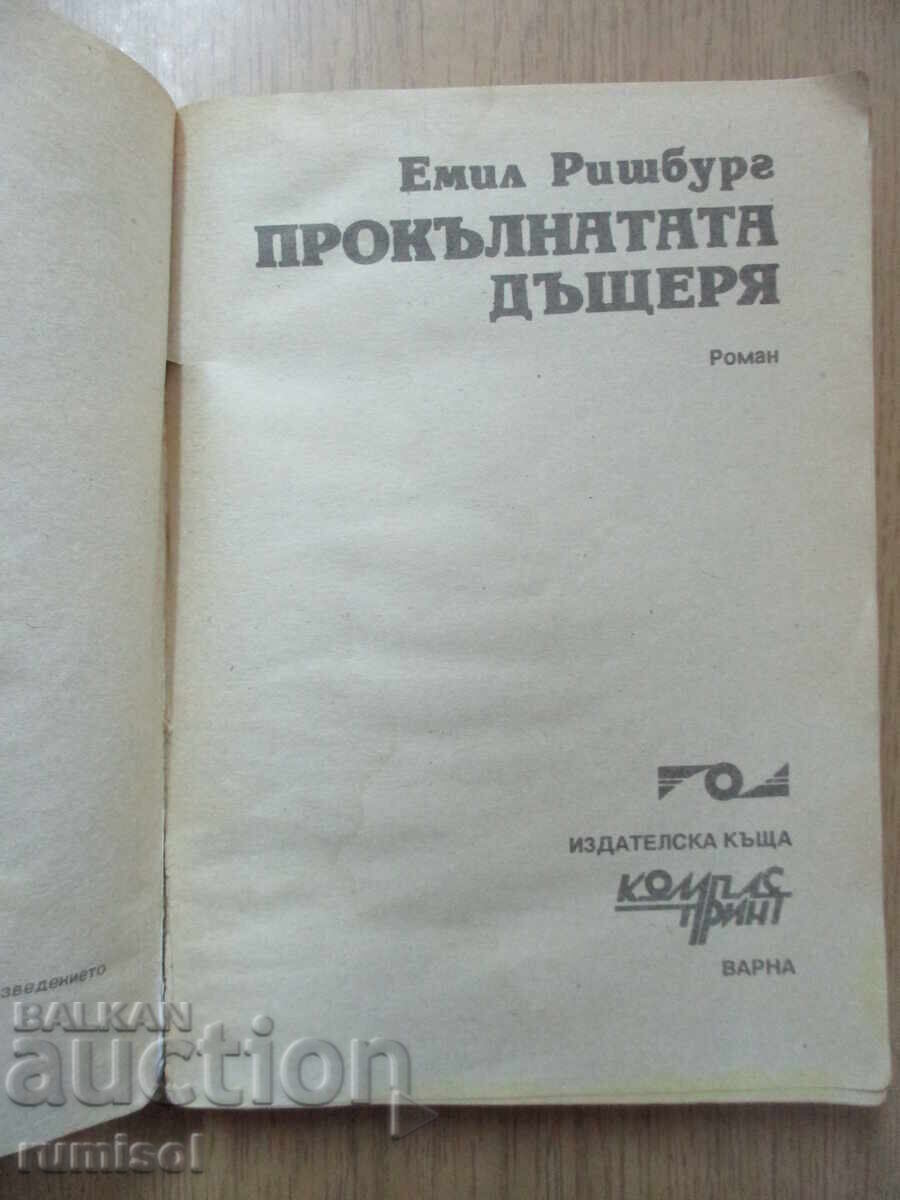 Емил Ришбург
ПРОКЪЛНАТАТА
ДЪЩЕРЯ
Роман
ИЗДАТЕЛСКА КЪЩА
КОМПАС
ПРИНТ
ВАРНА
зведението
BALKAN
auction
rumisol